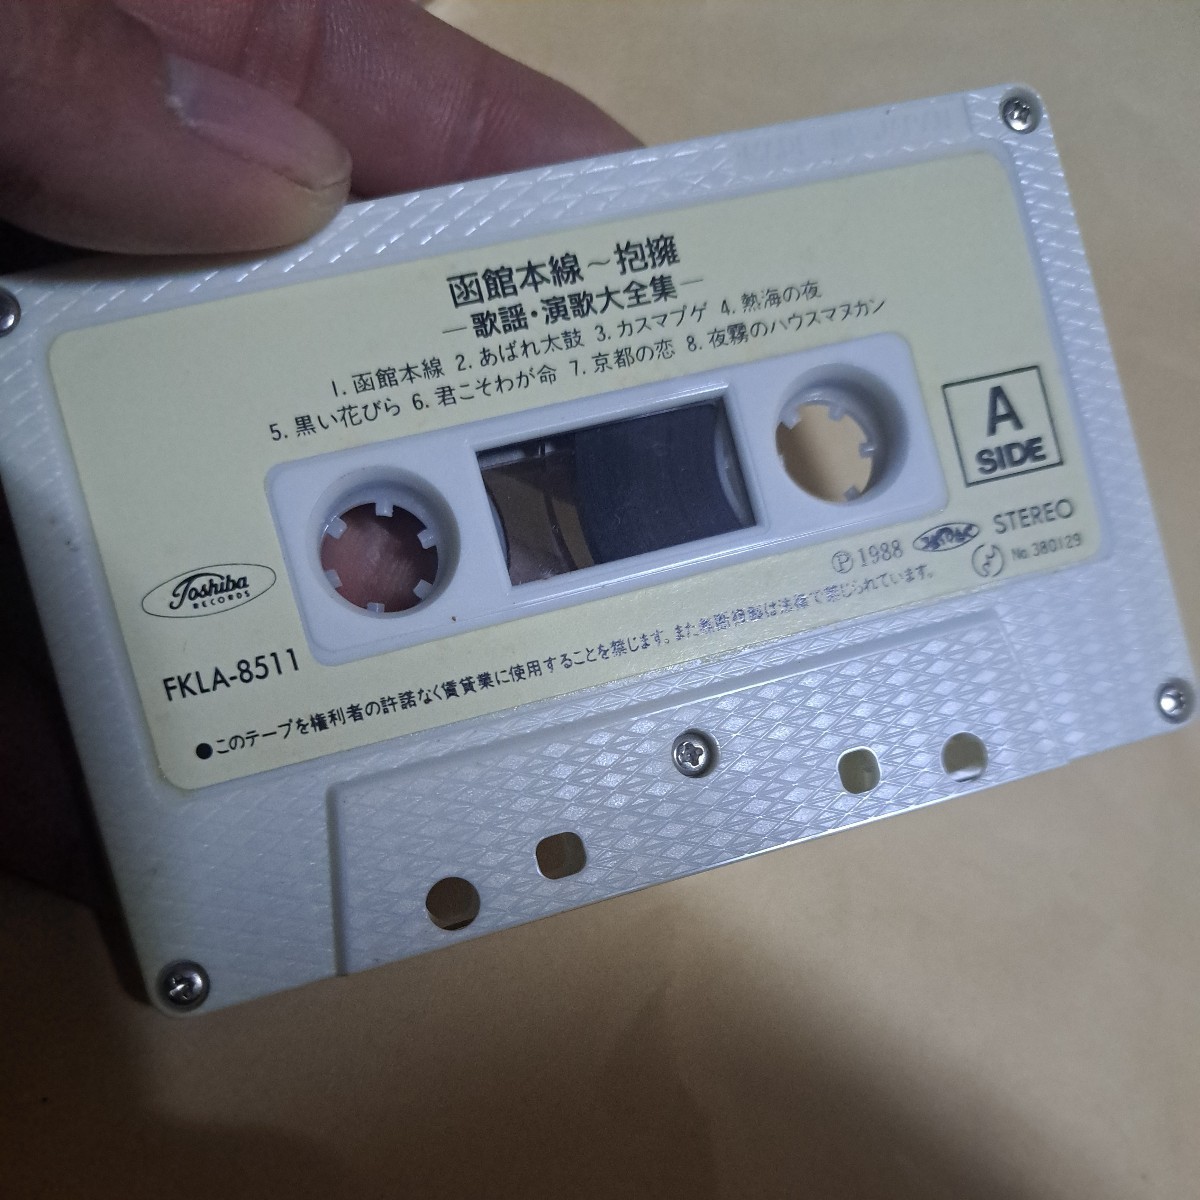 函館本線～抱擁
―歌謡・演歌大全集―
1. 函館本線 2. あばれ太鼓 3. カスマプゲ 4. 熱海の夜
5. 黒い花びら 6. 君こそわが命 7. 京都の恋 8. 夜霧のハウスマヌカン
A
SIDE
Toshiba
RECORDS
FKLA-8511
Ⓟ1988 JASRAC STEREO
No.380129
●このテープを権利者の許諾なく賃貸業に使用することを禁じます。また無断複製は法律で禁じられています。